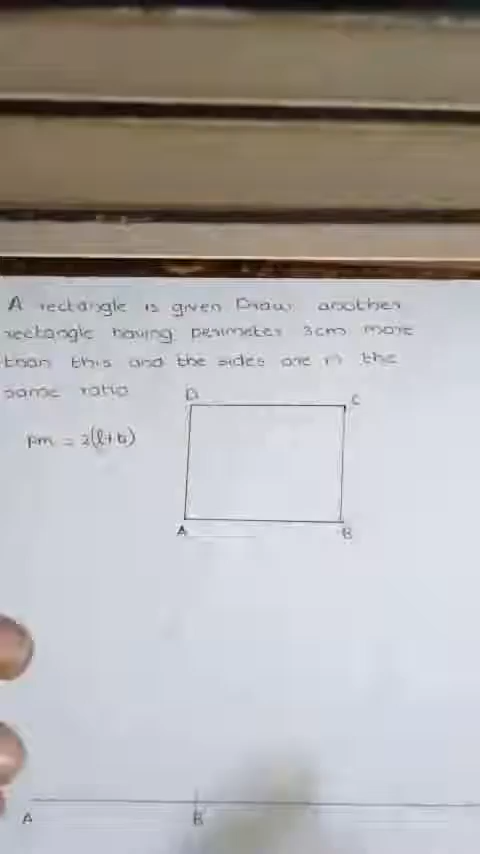 A rectangle is given Draw another
rectangle having perimeter 3cm more
than this and the sides are in the
same ratio
D C
Pm = 2(l+b)
A B
A B